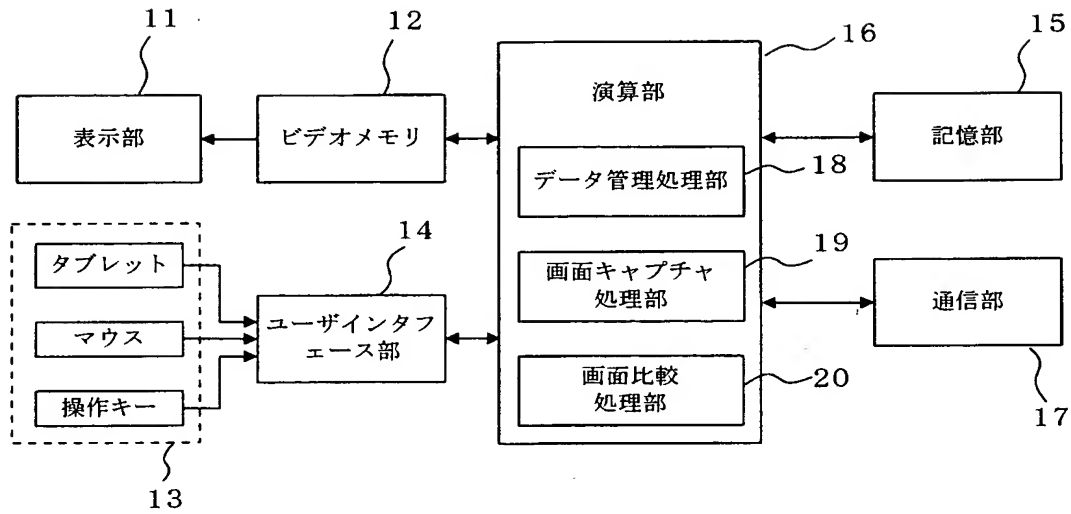 11
12
16
15
表示部
ビデオメモリ
演算部
記憶部
データ管理処理部
18
タブレット
マウス
操作キー
13
14
ユーザインタフ
ェース部
画面キャプチャ
処理部
19
画面比較
処理部
20
通信部
17